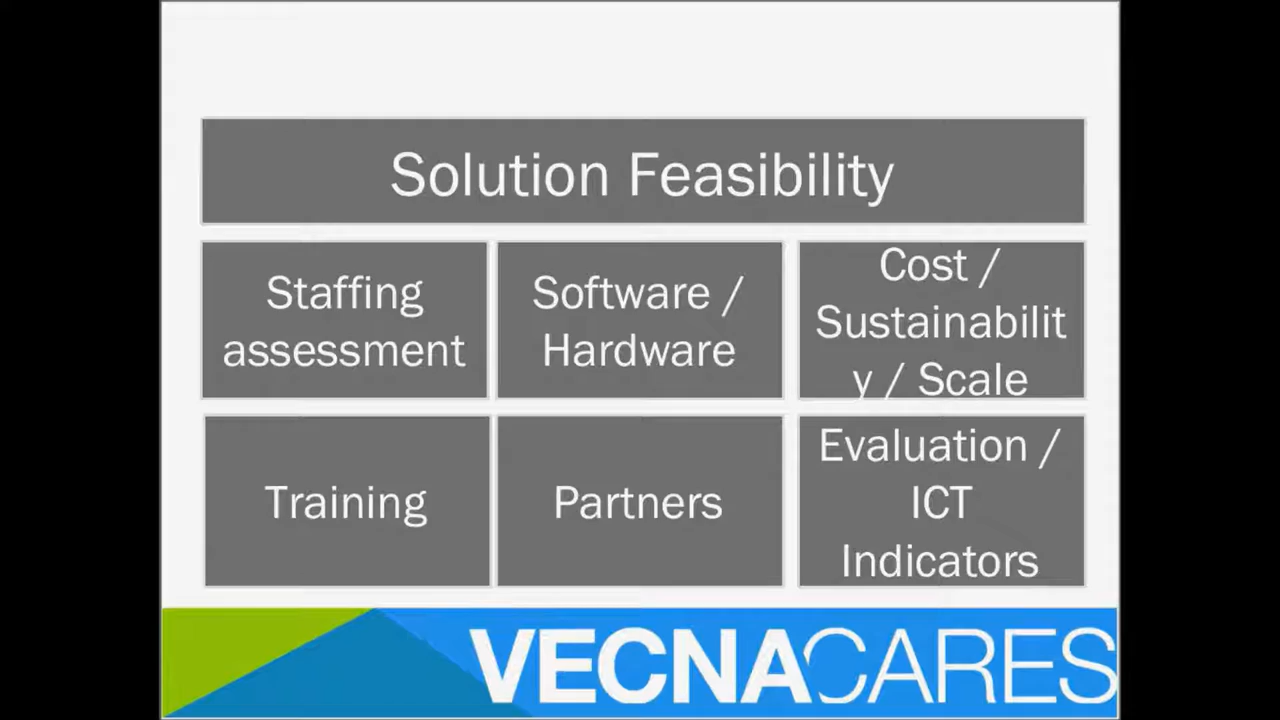 Solution Feasibility
Staffing
assessment
Software /
Hardware
Cost /
Sustainabilit
y / Scale
Training
Partners
Evaluation /
ICT
Indicators
VECNACARES